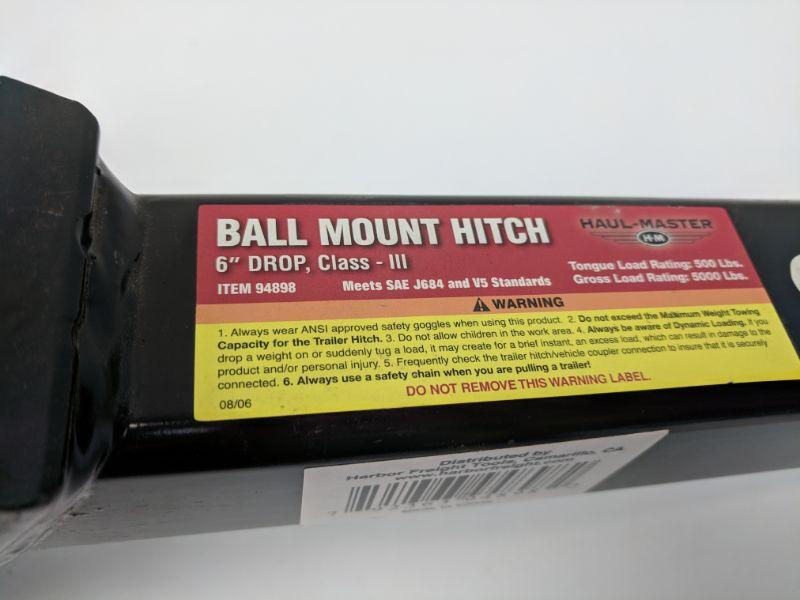 BALL MOUNT HITCH
HAUL-MASTER
H-M
6" DROP, Class - III
ITEM 94898 Meets SAE J684 and V5 Standards
Tongue Load Rating: 500 Lbs.
Gross Load Rating: 5000 Lbs.
WARNING
1. Always wear ANSI approved safety goggles when using this product. 2. Do not exceed the Maximum Weight Towing
Capacity for the Trailer Hitch. 3. Do not allow children in the work area. 4. Always be aware of Dynamic Loading. If you
drop a weight on or suddenly tug a load, it may create for a brief instant, an excess load, which can result in damage to the
product and/or personal injury. 5. Frequently check the trailer hitch/vehicle coupler connection to insure that it is securely
connected. 6. Always use a safety chain when you are pulling a trailer!
DO NOT REMOVE THIS WARNING LABEL.
08/06
Distributed by
Harbor Freight Tools, Camarillo, CA
www.harborfreight.com